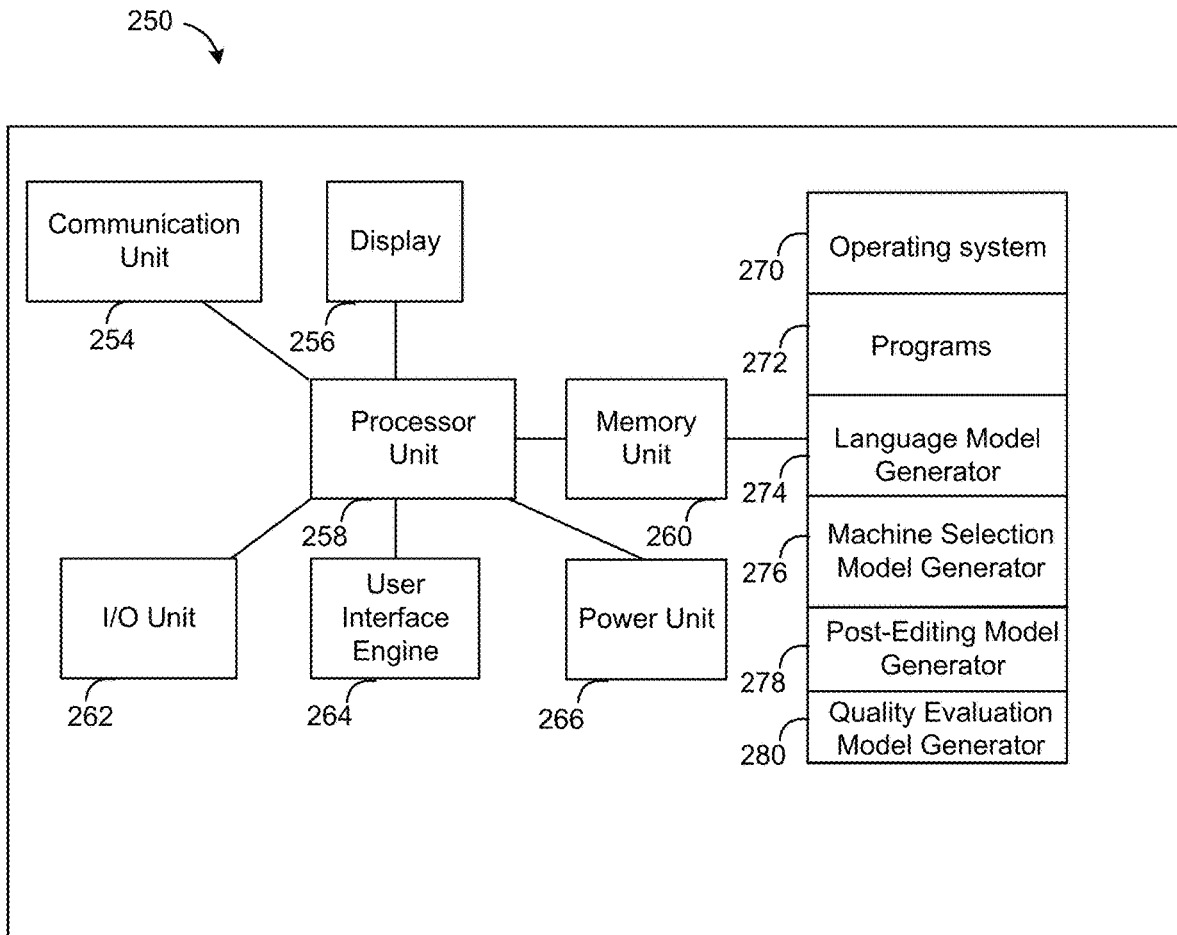 250
Communication
Unit
254
Display
256
Processor
Unit
258
Memory
Unit
260
I/O Unit
262
User
Interface
Engine
264
Power Unit
266
Operating system
270
Programs
272
Language Model
Generator
274
Machine Selection
Model Generator
276
Post-Editing Model
Generator
278
Quality Evaluation
Model Generator
280